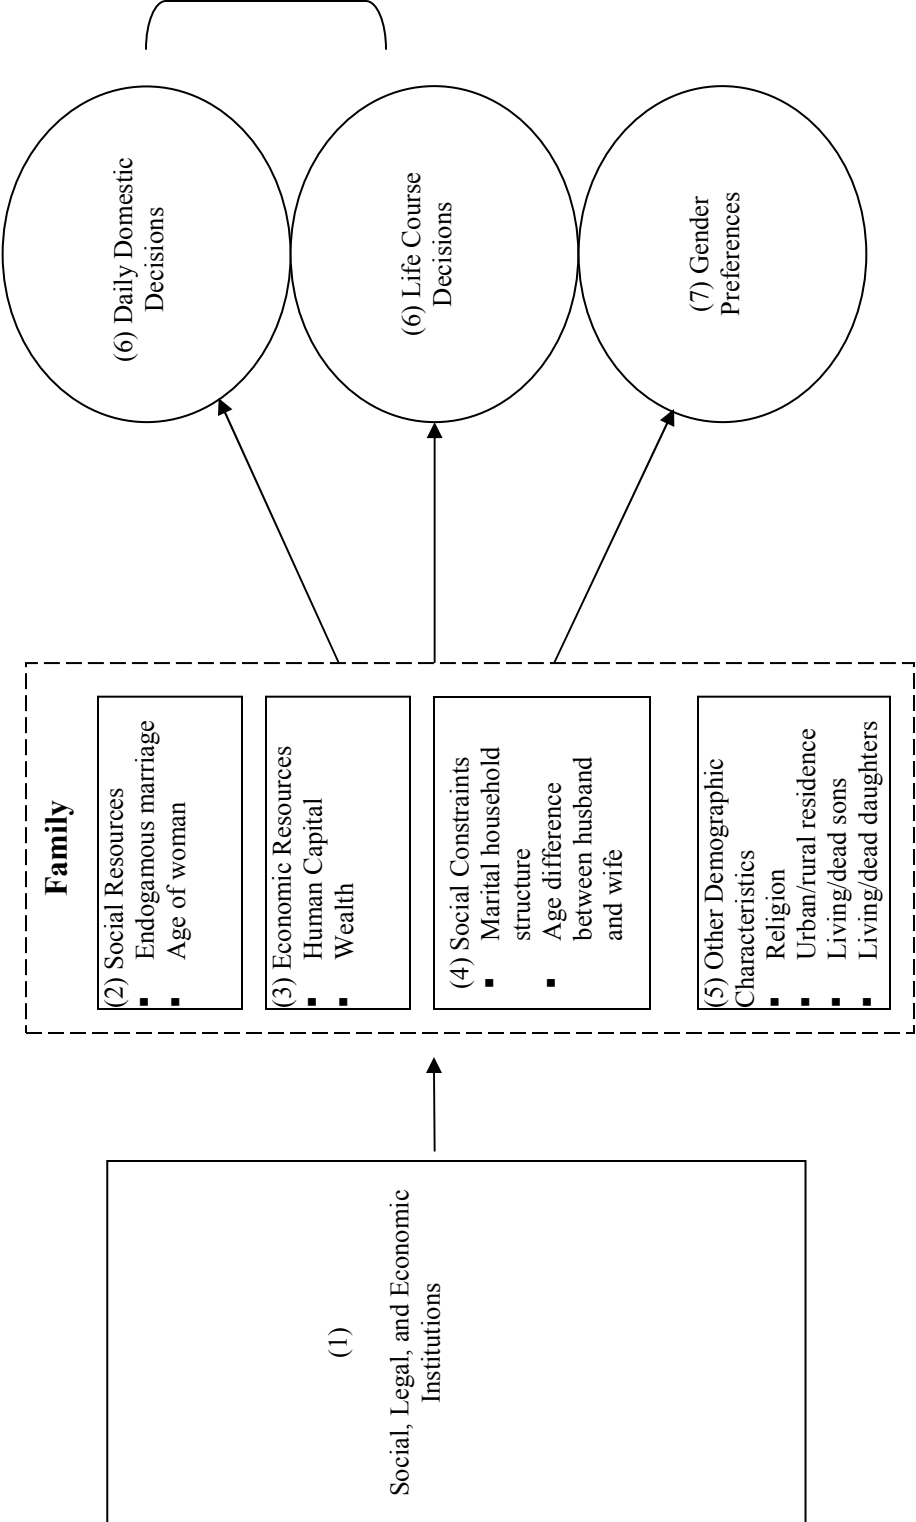 (1)
Social, Legal, and Economic
Institutions
Family
(2) Social Resources
▪ Endogamous marriage
▪ Age of woman
(3) Economic Resources
▪ Human Capital
▪ Wealth
(4) Social Constraints
▪ Marital household
structure
▪ Age difference
between husband
and wife
(5) Other Demographic
Characteristics
▪ Religion
▪ Urban/rural residence
▪ Living/dead sons
▪ Living/dead daughters
(6) Daily Domestic
Decisions
(6) Life Course
Decisions
(7) Gender
Preferences